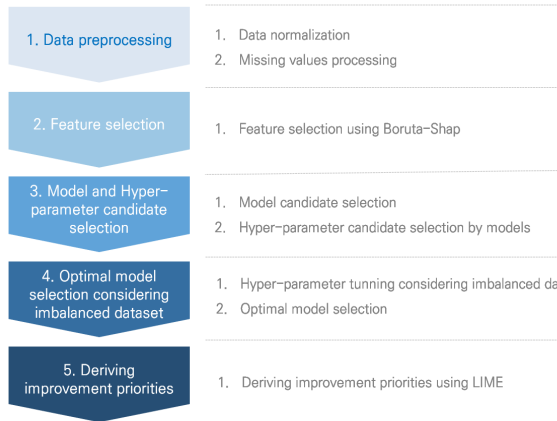 1. Data preprocessing
1. Data normalization
2. Missing values processing
2. Feature selection
1. Feature selection using Boruta-Shap
3. Model and Hyper-
parameter candidate
selection
1. Model candidate selection
2. Hyper-parameter candidate selection by models
4. Optimal model
selection considering
imbalanced dataset
1. Hyper-parameter tunning considering imbalanced da
2. Optimal model selection
5. Deriving
improvement priorities
1. Deriving improvement priorities using LIME